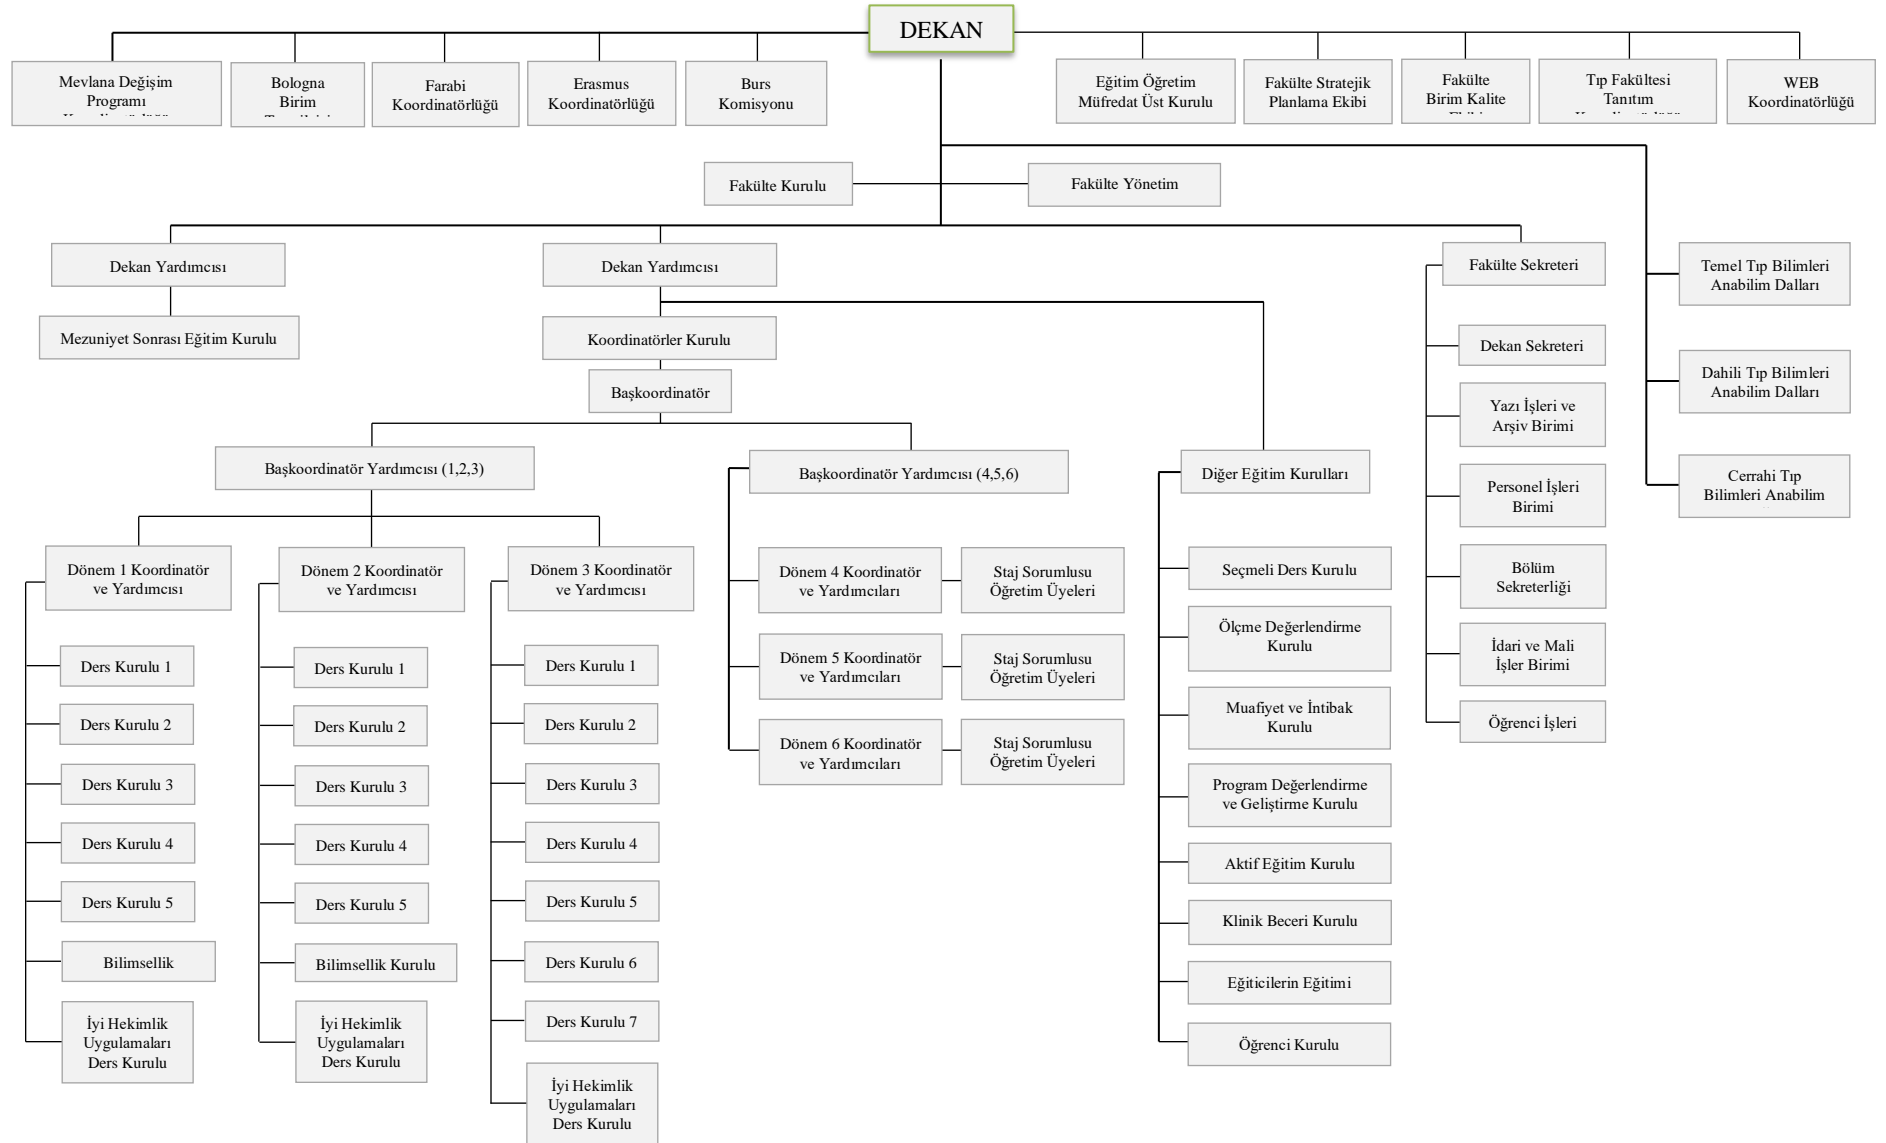 DEKAN
Mevlana Değişim
Programı
Bologna
Birim
Farabi
Koordinatörlüğü
Erasmus
Koordinatörlüğü
Burs
Komisyonu
Eğitim Öğretim
Müfredat Üst Kurulu
Fakülte Stratejik
Planlama Ekibi
Fakülte
Birim Kalite
Tıp Fakültesi
Tanıtım
WEB
Koordinatörlüğü
Fakülte Kurulu
Fakülte Yönetim
Dekan Yardımcısı
Mezuniyet Sonrası Eğitim Kurulu
Dekan Yardımcısı
Koordinatörler Kurulu
Başkoordinatör
Başkoordinatör Yardımcısı (1,2,3)
Dönem 1 Koordinatör
ve Yardımcısı
Ders Kurulu 1
Ders Kurulu 2
Ders Kurulu 3
Ders Kurulu 4
Ders Kurulu 5
Bilimsellik
İyi Hekimlik
Uygulamaları
Ders Kurulu
Dönem 2 Koordinatör
ve Yardımcısı
Ders Kurulu 1
Ders Kurulu 2
Ders Kurulu 3
Ders Kurulu 4
Ders Kurulu 5
Bilimsellik Kurulu
İyi Hekimlik
Uygulamaları
Ders Kurulu
Dönem 3 Koordinatör
ve Yardımcısı
Ders Kurulu 1
Ders Kurulu 2
Ders Kurulu 3
Ders Kurulu 4
Ders Kurulu 5
Ders Kurulu 6
Ders Kurulu 7
İyi Hekimlik
Uygulamaları
Ders Kurulu
Başkoordinatör Yardımcısı (4,5,6)
Dönem 4 Koordinatör
ve Yardımcıları
Staj Sorumlusu
Öğretim Üyeleri
Dönem 5 Koordinatör
ve Yardımcıları
Staj Sorumlusu
Öğretim Üyeleri
Dönem 6 Koordinatör
ve Yardımcıları
Staj Sorumlusu
Öğretim Üyeleri
Diğer Eğitim Kurulları
Seçmeli Ders Kurulu
Ölçme Değerlendirme
Kurulu
Muafiyet ve İntibak
Kurulu
Program Değerlendirme
ve Geliştirme Kurulu
Aktif Eğitim Kurulu
Klinik Beceri Kurulu
Eğiticilerin Eğitimi
Öğrenci Kurulu
Fakülte Sekreteri
Dekan Sekreteri
Yazı İşleri ve
Arşiv Birimi
Personel İşleri
Birimi
Bölüm
Sekreterliği
İdari ve Mali
İşler Birimi
Öğrenci İşleri
Temel Tıp Bilimleri
Anabilim Dalları
Dahili Tıp Bilimleri
Anabilim Dalları
Cerrahi Tıp
Bilimleri Anabilim